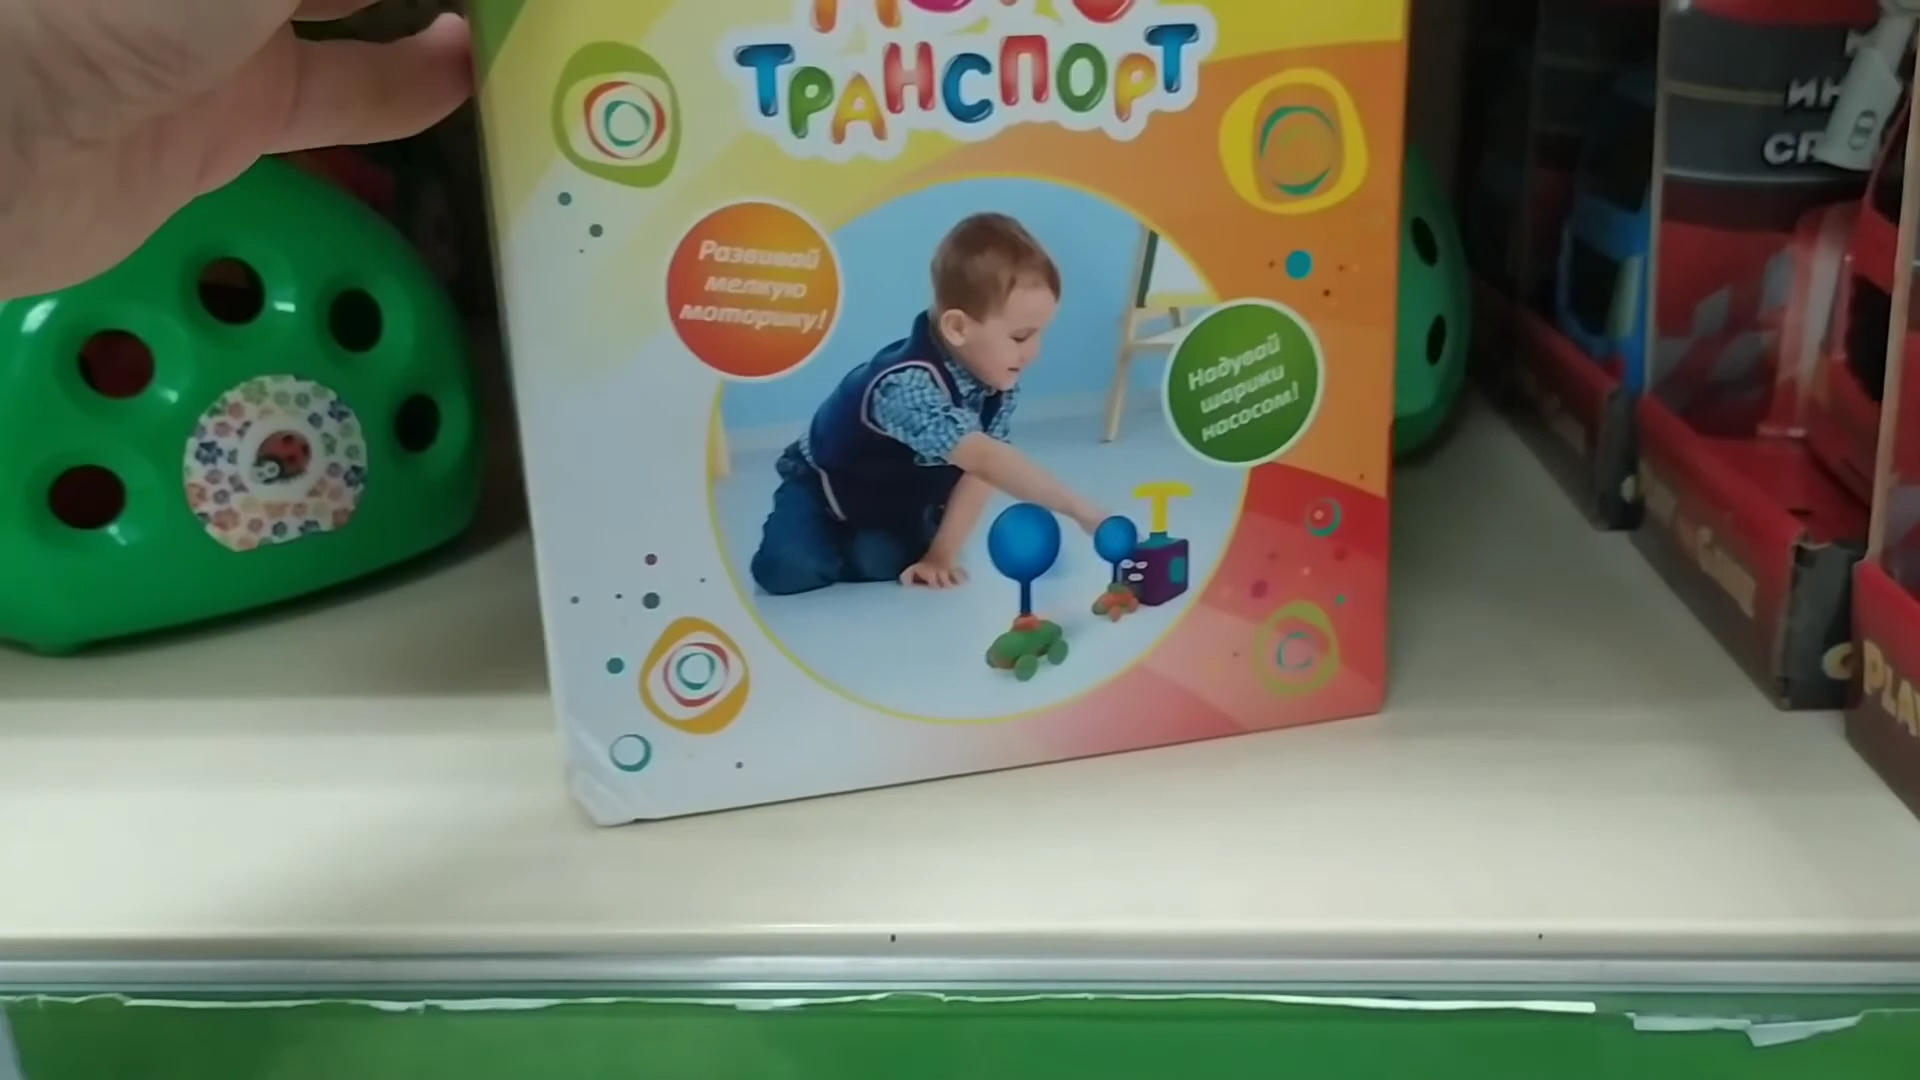 ТРАНСПОРТ
Развивай
мелкую
моторику!
Надувай
шарики
насосом!